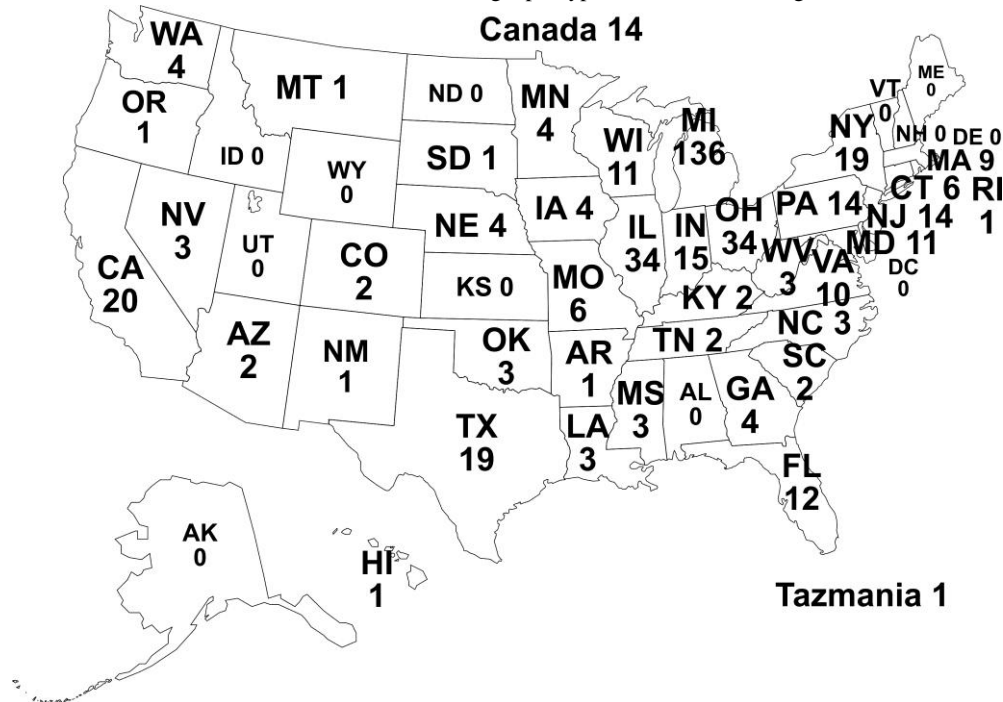 Canada 14
WA
4
MT 1
ND 0
MN
4
OR
1
ID 0
WY
0
SD 1
WI
11
MI
136
NY
19
VT
0
ME
0
NH 0
DE 0
MA 9
CT 6
RI
1
NV
3
UT
0
CO
2
NE 4
IA 4
IL
34
IN
15
OH
34
PA 14
NJ 14
MD 11
DC
0
CA
20
KS 0
MO
6
KY 2
WV
3
VA
10
AZ
2
NM
1
OK
3
AR
1
TN 2
NC 3
SC
2
TX
19
LA
3
MS
3
AL
0
GA
4
FL
12
AK
0
HI
1
Tazmania 1